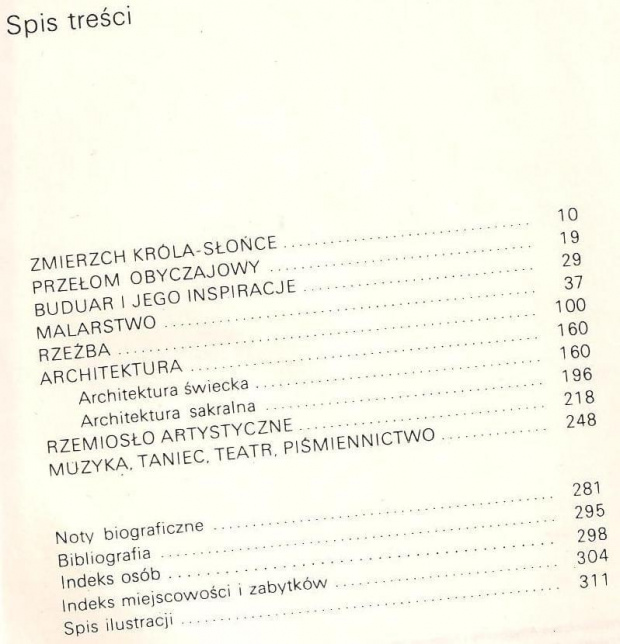 Spis treści
ZMIERZCH KRÓLA-SŁOŃCE ........................ 10
PRZEŁOM OBYCZAJOWY ........................ 19
BUDUAR I JEGO INSPIRACJE ........................ 29
MALARSTWO ........................ 37
RZEŹBA ........................ 100
ARCHITEKTURA ........................ 160
Architektura świecka ........................ 160
Architektura sakralna ........................ 196
RZEMIOSŁO ARTYSTYCZNE ........................ 218
MUZYKA, TANIEC, TEATR, PIŚMIENNICTWO ............ 248
Noty biograficzne ........................ 281
Bibliografia ........................ 295
Indeks osób ........................ 298
Indeks miejscowości i zabytków ........................ 304
Spis ilustracji ........................ 311